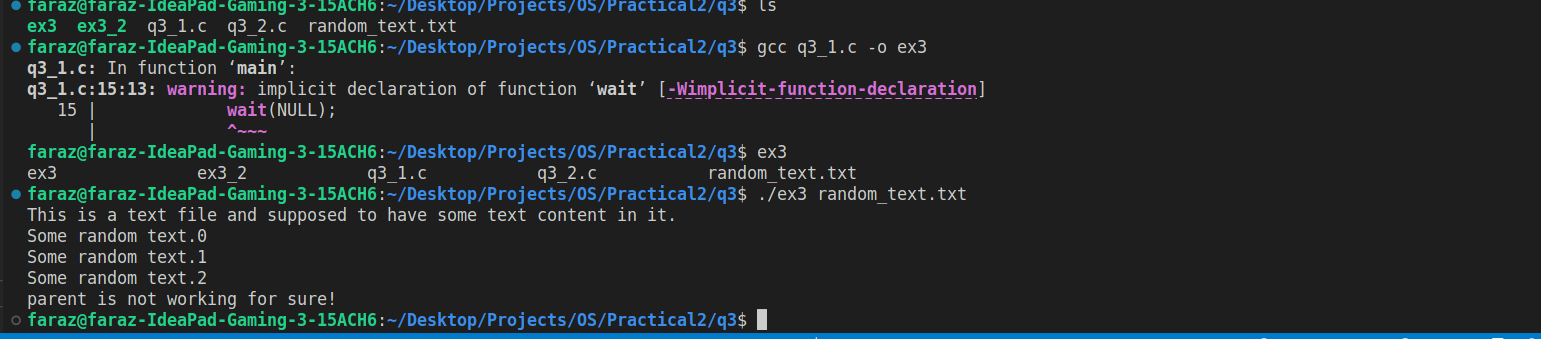 faraz@faraz-IdeaPad-Gaming-3-15ACH6:~/Desktop/Projects/OS/Practical2/q3$ ls
ex3  ex3_2  q3_1.c  q3_2.c  random_text.txt
faraz@faraz-IdeaPad-Gaming-3-15ACH6:~/Desktop/Projects/OS/Practical2/q3$ gcc q3_1.c -o ex3
q3_1.c: In function ‘main’:
q3_1.c:15:13: warning: implicit declaration of function ‘wait’ [-Wimplicit-function-declaration]
   15 |             wait(NULL);
      |             ^~~~
faraz@faraz-IdeaPad-Gaming-3-15ACH6:~/Desktop/Projects/OS/Practical2/q3$ ex3
ex3              ex3_2            q3_1.c           q3_2.c           random_text.txt
faraz@faraz-IdeaPad-Gaming-3-15ACH6:~/Desktop/Projects/OS/Practical2/q3$ ./ex3 random_text.txt
This is a text file and supposed to have some text content in it.
Some random text.0
Some random text.1
Some random text.2
parent is not working for sure!
faraz@faraz-IdeaPad-Gaming-3-15ACH6:~/Desktop/Projects/OS/Practical2/q3$